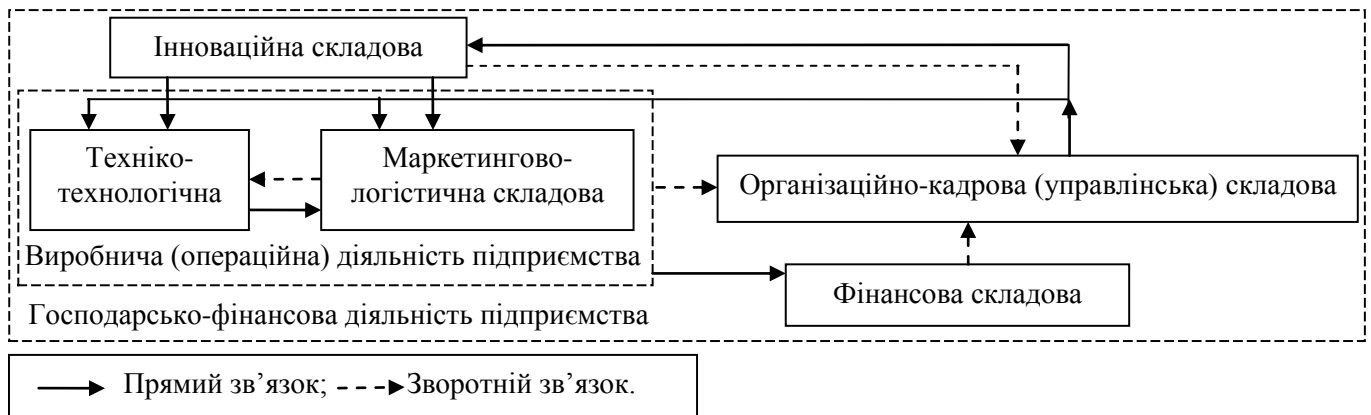 Інноваційна складова
Техніко-
технологічна
Маркетингово-
логістична складова
Організаційно-кадрова (управлінська) складова
Виробнича (операційна) діяльність підприємства
Фінансова складова
Господарсько-фінансова діяльність підприємства
Прямий зв’язок; Зворотній зв’язок.